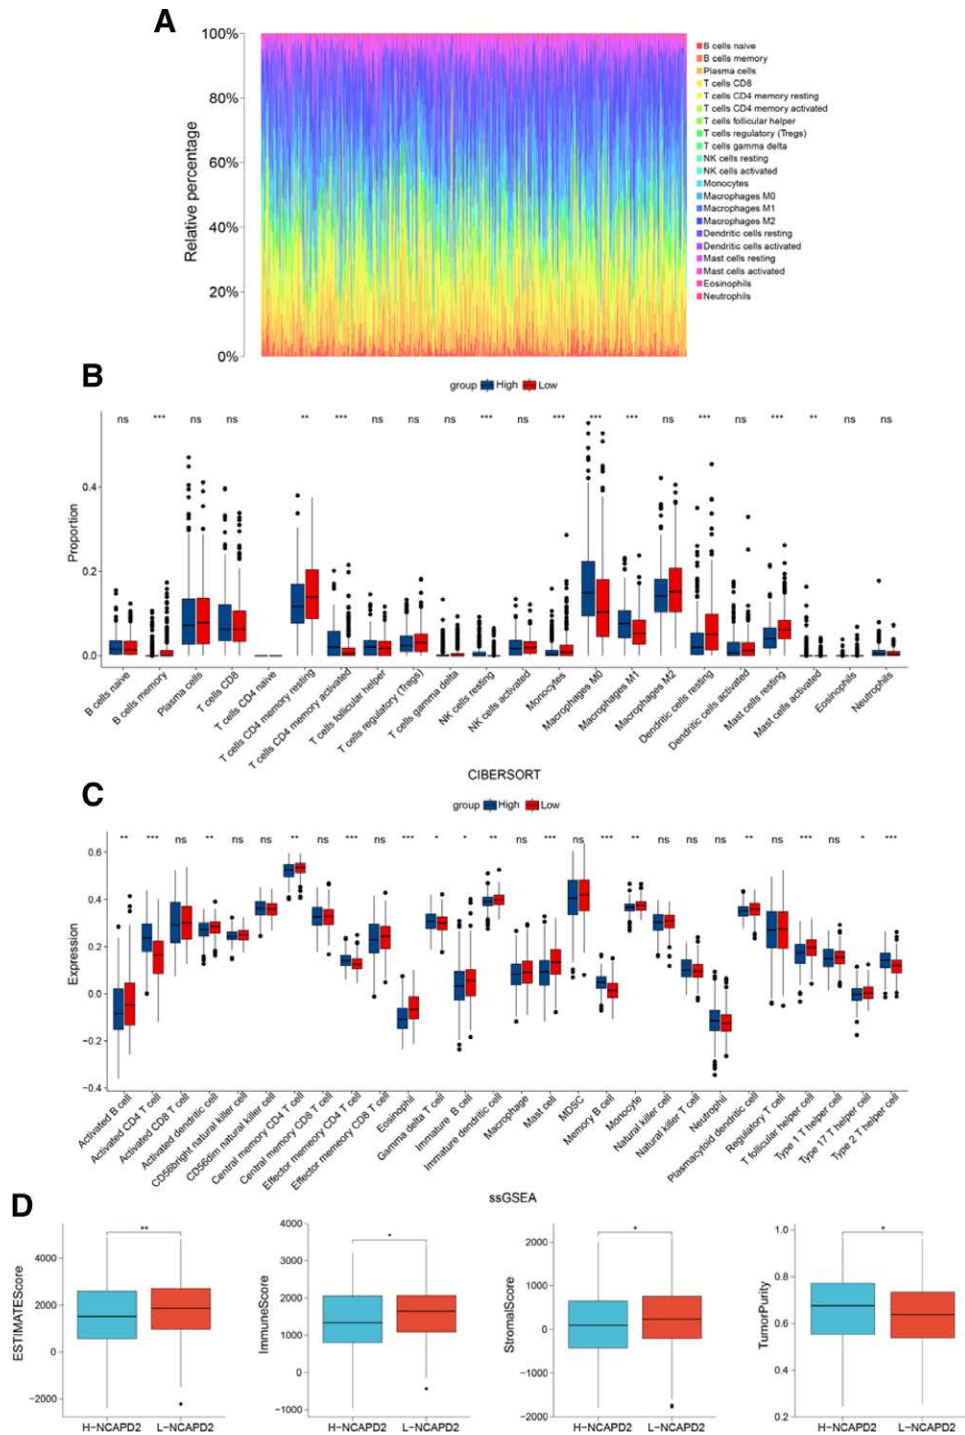 A
100%
80%
60%
40%
20%
0%
Relative percentage
B cells naive
B cells memory
Plasma cells
T cells CD8
T cells CD4 memory resting
T cells CD4 memory activated
T cells follicular helper
T cells regulatory (Tregs)
T cells gamma delta
NK cells resting
NK cells activated
Monocytes
Macrophages M0
Macrophages M1
Macrophages M2
Dendritic cells resting
Dendritic cells activated
Mast cells resting
Mast cells activated
Eosinophils
Neutrophils
B
group High Low
ns *** ns ns ** *** ns ns ns *** ns *** *** *** ns *** ns *** ** ns ns
0.4
0.2
0.0
Proportion
B cells naive
B cells memory
Plasma cells
T cells CD8
T cells CD4 naive
T cells CD4 memory resting
T cells CD4 memory activated
T cells follicular helper
T cells regulatory (Tregs)
T cells gamma delta
NK cells resting
NK cells activated
Monocytes
Macrophages M0
Macrophages M1
Macrophages M2
Dendritic cells resting
Dendritic cells activated
Mast cells resting
Mast cells activated
Eosinophils
Neutrophils
CIBERSORT
C
group High Low
** *** ns ** ns ns ** ns *** ns *** * * ** ns *** ns *** ** ns ns ns ** ns *** ns * ***
0.6
0.4
0.2
0.0
−0.2
−0.4
Expression
Activated B cell
Activated CD4 T cell
Activated CD8 T cell
Activated dendritic cell
CD56bright natural killer cell
CD56dim natural killer cell
Central memory CD4 T cell
Central memory CD8 T cell
Effector memory CD4 T cell
Effector memory CD8 T cell
Eosinophil
Gamma delta T cell
Immature B cell
Immature dendritic cell
Macrophage
Mast cell
MDSC
Memory B cell
Monocyte
Natural killer cell
Natural killer T cell
Neutrophil
Plasmacytoid dendritic cell
Regulatory T cell
T follicular helper cell
Type 1 T helper cell
Type 17 T helper cell
Type 2 T helper cell
ssGSEA
D
**
4000
2000
0
−2000
ESTIMATEScore
H−NCAPD2 L−NCAPD2
*
4000
3000
2000
1000
0
−1000
ImmuneScore
H−NCAPD2 L−NCAPD2
*
2000
1000
0
−1000
−2000
StromalScore
H−NCAPD2 L−NCAPD2
*
1.0
0.8
0.6
0.4
0.2
TumorPurity
H−NCAPD2 L−NCAPD2